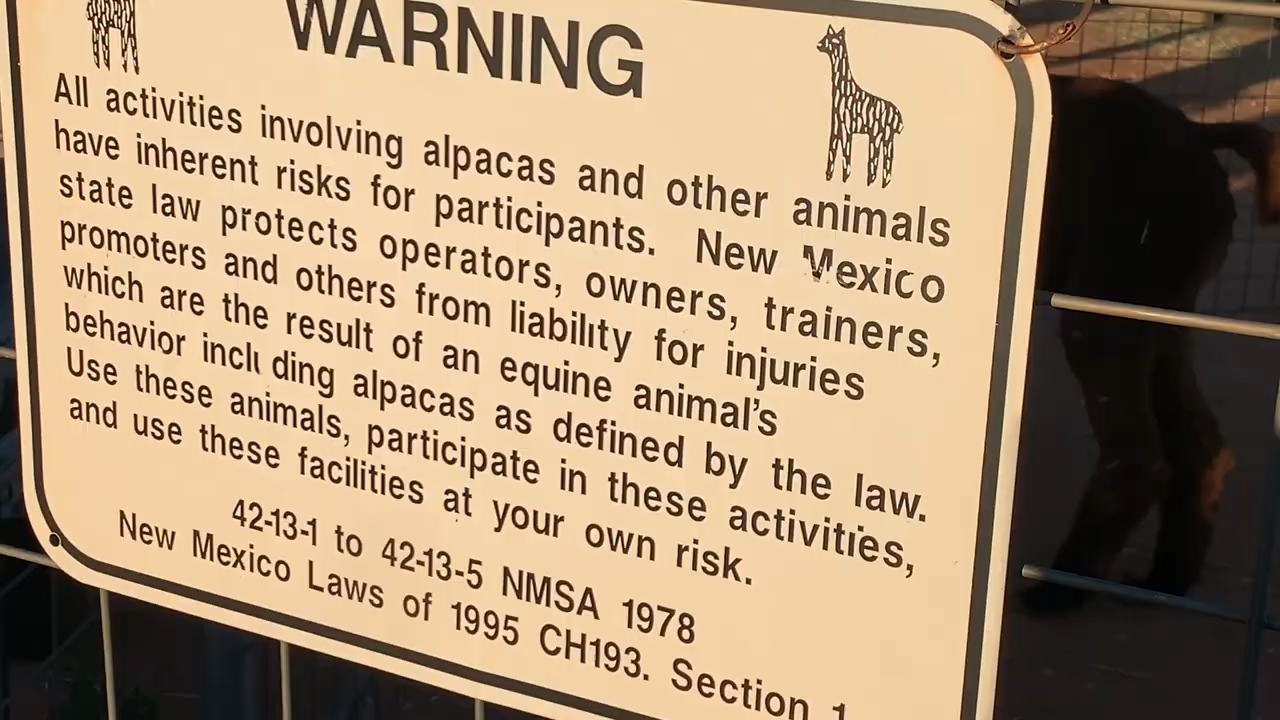 WARNING
All activities involving alpacas and other animals
have inherent risks for participants. New Mexico
state law protects operators, owners, trainers,
promoters and others from liability for injuries
which are the result of an equine animal's
behavior including alpacas as defined by the law.
Use these animals, participate in these activities,
and use these facilities at your own risk.
42-13-1 to 42-13-5 NMSA 1978
New Mexico Laws of 1995 CH193. Section 1